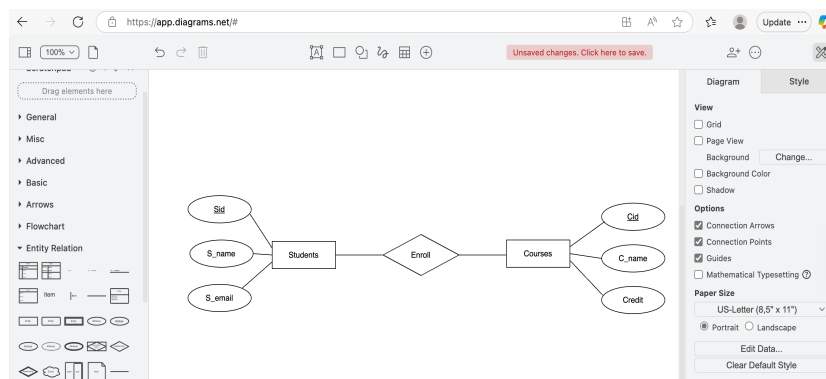 https://app.diagrams.net/#
Update
100%
Unsaved changes. Click here to save.
Scratchpad
Drag elements here
General
Misc
Advanced
Basic
Arrows
Flowchart
Entity Relation
Item
Sid
S_name
S_email
Students
Enroll
Courses
Cid
C_name
Credit
Diagram
Style
View
Grid
Page View
Background
Change...
Background Color
Shadow
Options
Connection Arrows
Connection Points
Guides
Mathematical Typesetting
Paper Size
US-Letter (8,5" x 11")
Portrait
Landscape
Edit Data...
Clear Default Style